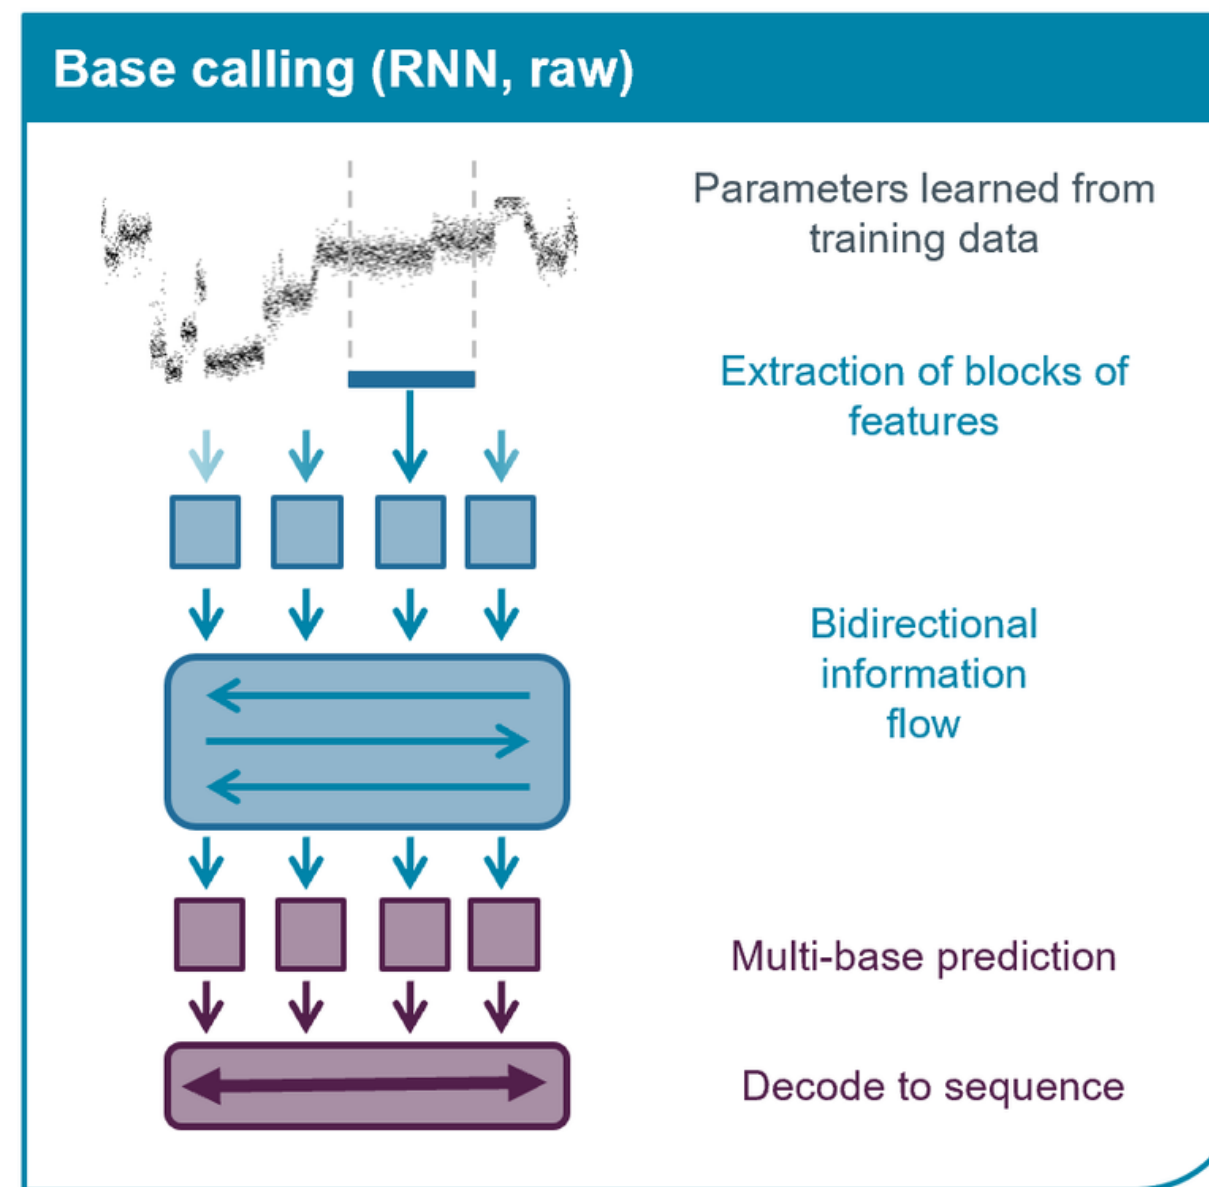 Base calling (RNN, raw)
Parameters learned from
training data
Extraction of blocks of
features
Bidirectional
information
flow
Multi-base prediction
Decode to sequence